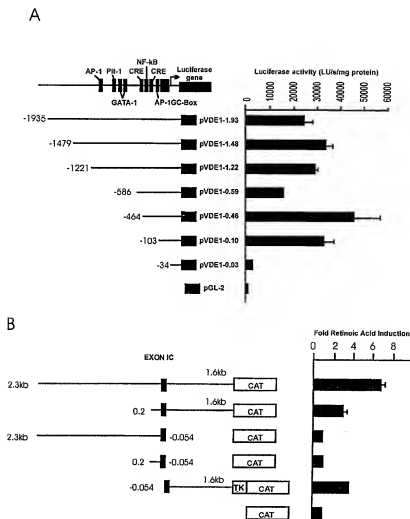 A
NF-kB
Luciferase gene
AP-1 Pit-1 CRE CRE
GATA-1 AP-1GC-Box
Luciferase activity (LU/s/mg protein)
0 10000 20000 30000 40000 50000 60000
-1935 pVDE1-1.93
-1479 pVDE1-1.48
-1221 pVDE1-1.22
-586 pVDE1-0.59
-464 pVDE1-0.46
-103 pVDE1-0.10
-34 pVDE1-0.03
pGL-2
B
Fold Retinoic Acid Induction
0 2 4 6 8
EXON IC
2.3kb 1.6kb CAT
0.2 1.6kb CAT
2.3kb -0.054 CAT
0.2 -0.054 CAT
-0.054 1.6kb TK CAT
CAT